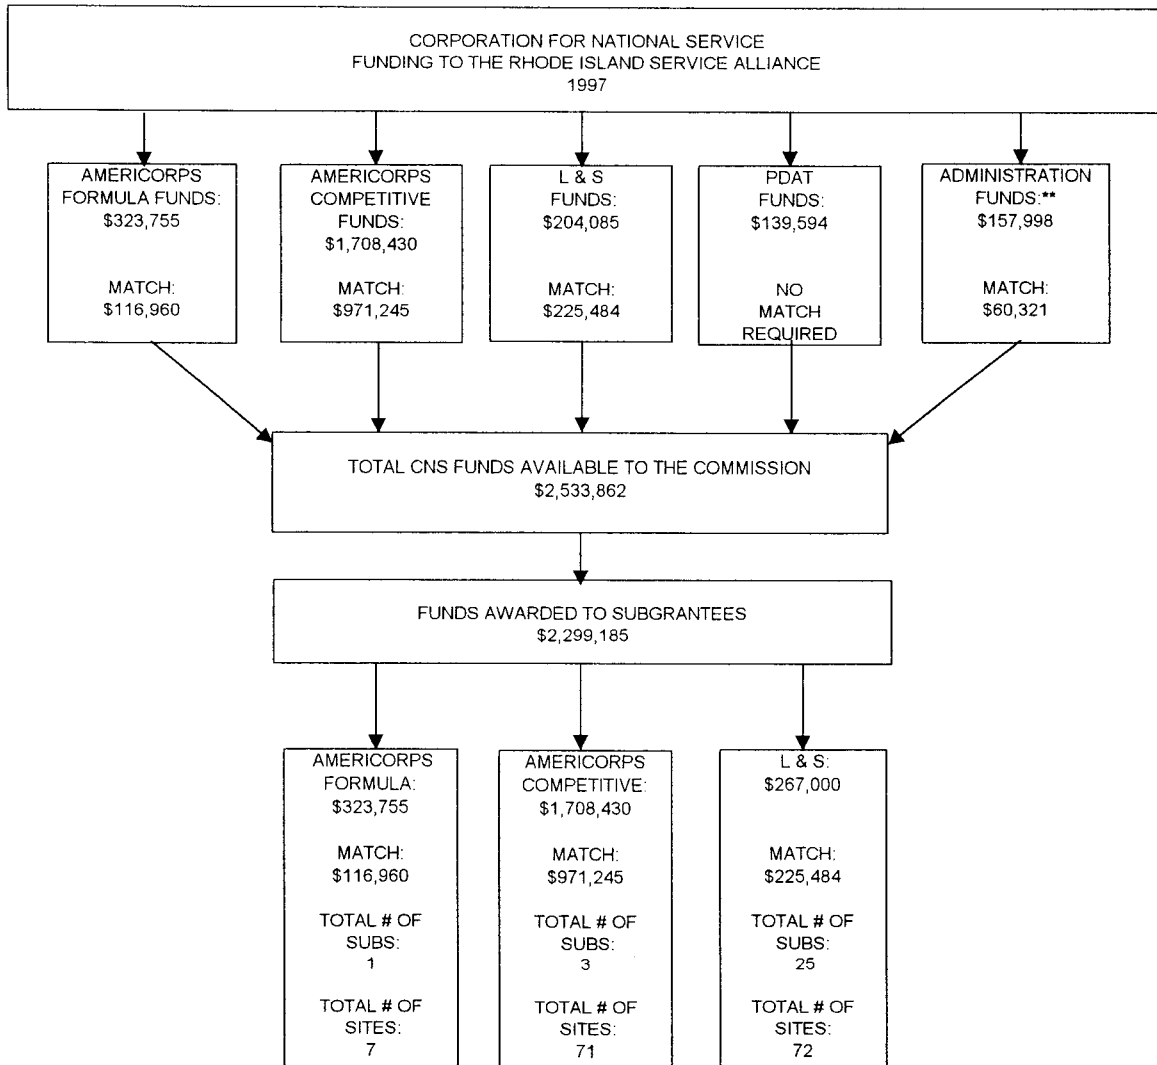 CORPORATION FOR NATIONAL SERVICE
FUNDING TO THE RHODE ISLAND SERVICE ALLIANCE
1997
AMERICORPS
FORMULA FUNDS:
$323,755
MATCH:
$116,960
AMERICORPS
COMPETITIVE
FUNDS:
$1,708,430
MATCH:
$971,245
L & S
FUNDS:
$204,085
MATCH:
$225,484
PDAT
FUNDS:
$139,594
NO
MATCH
REQUIRED
ADMINISTRATION
FUNDS:**
$157,998
MATCH:
$60,321
TOTAL CNS FUNDS AVAILABLE TO THE COMMISSION
$2,533,862
FUNDS AWARDED TO SUBGRANTEES
$2,299,185
AMERICORPS
FORMULA:
$323,755
MATCH:
$116,960
TOTAL # OF
SUBS:
1
TOTAL # OF
SITES:
7
AMERICORPS
COMPETITIVE:
$1,708,430
MATCH:
$971,245
TOTAL # OF
SUBS:
3
TOTAL # OF
SITES:
71
L & S:
$267,000
MATCH:
$225,484
TOTAL # OF
SUBS:
25
TOTAL # OF
SITES:
72